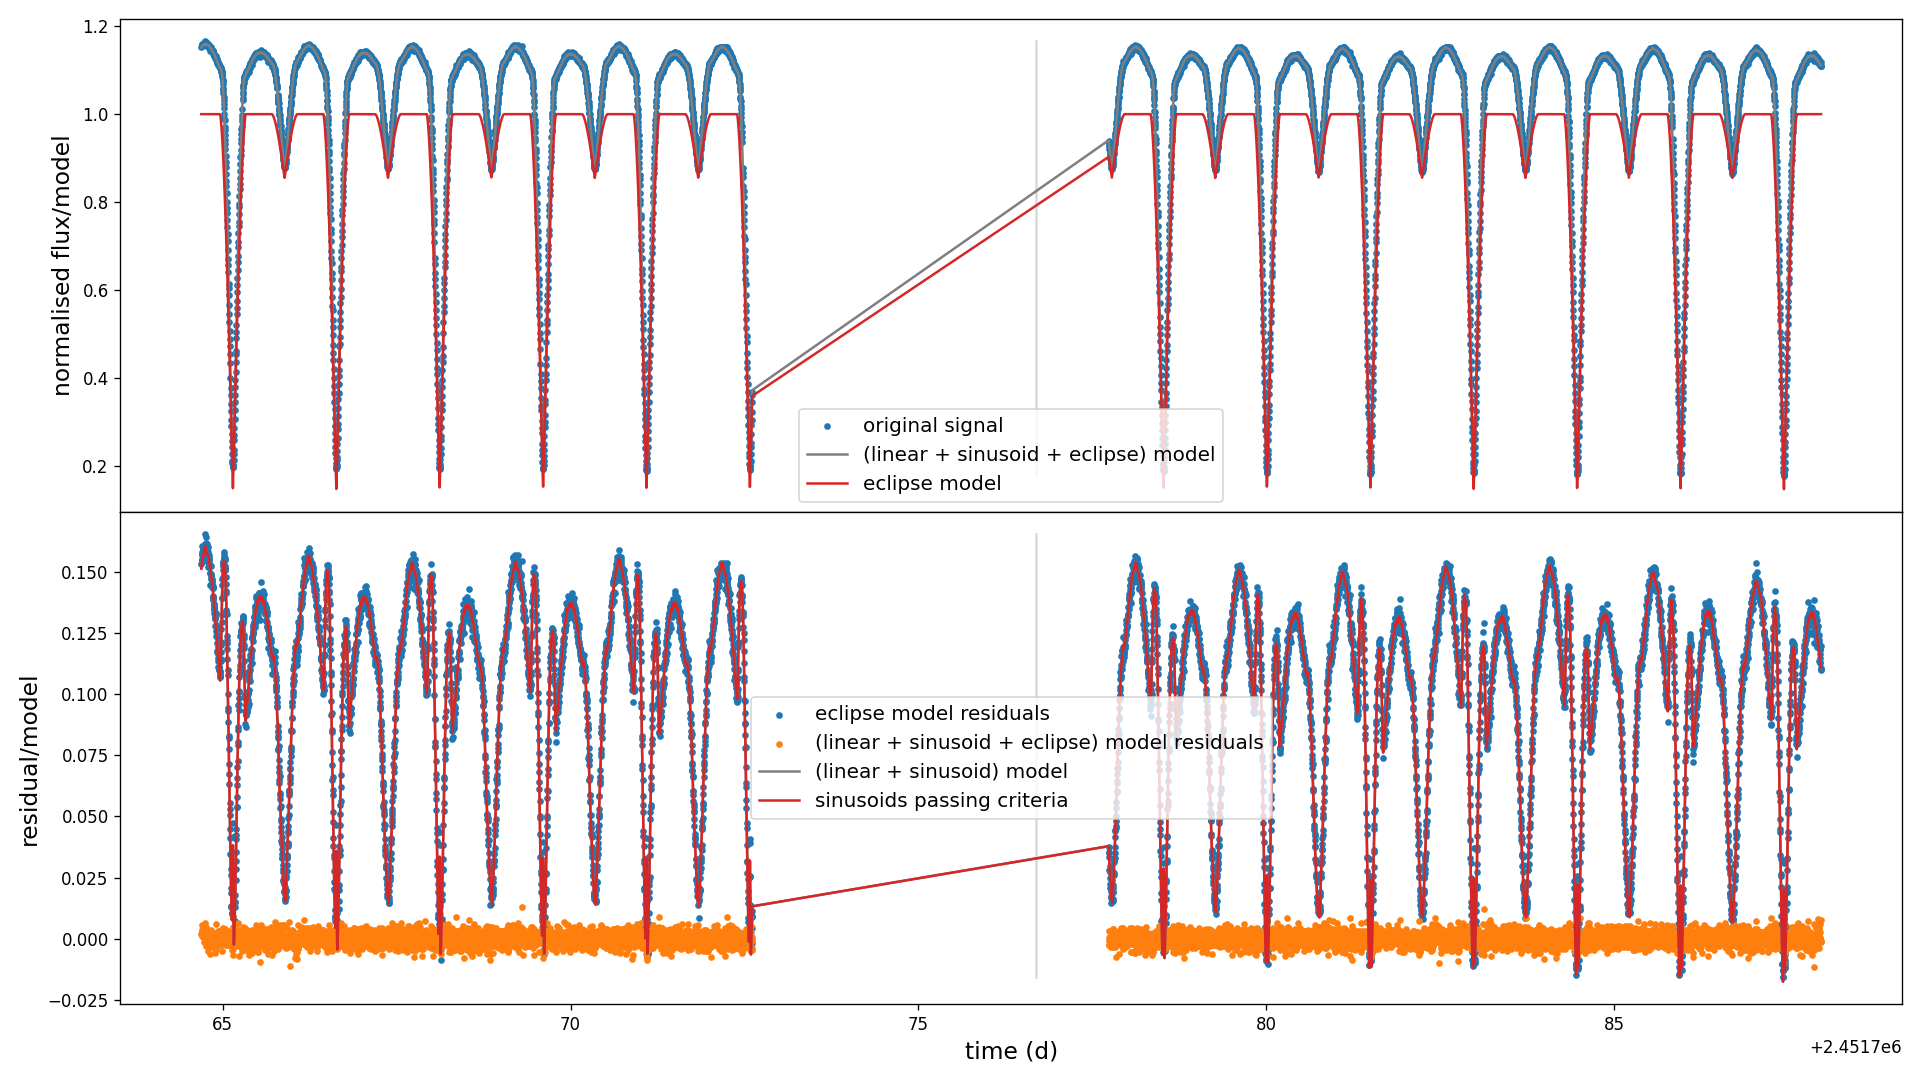 1.2
1.0
0.8
0.6
0.4
0.2
normalised flux/model
original signal
(linear + sinusoid + eclipse) model
eclipse model
0.150
0.125
0.100
0.075
0.050
0.025
0.000
−0.025
residual/model
eclipse model residuals
(linear + sinusoid + eclipse) model residuals
(linear + sinusoid) model
sinusoids passing criteria
65
70
75
80
85
time (d)
+2.4517e6